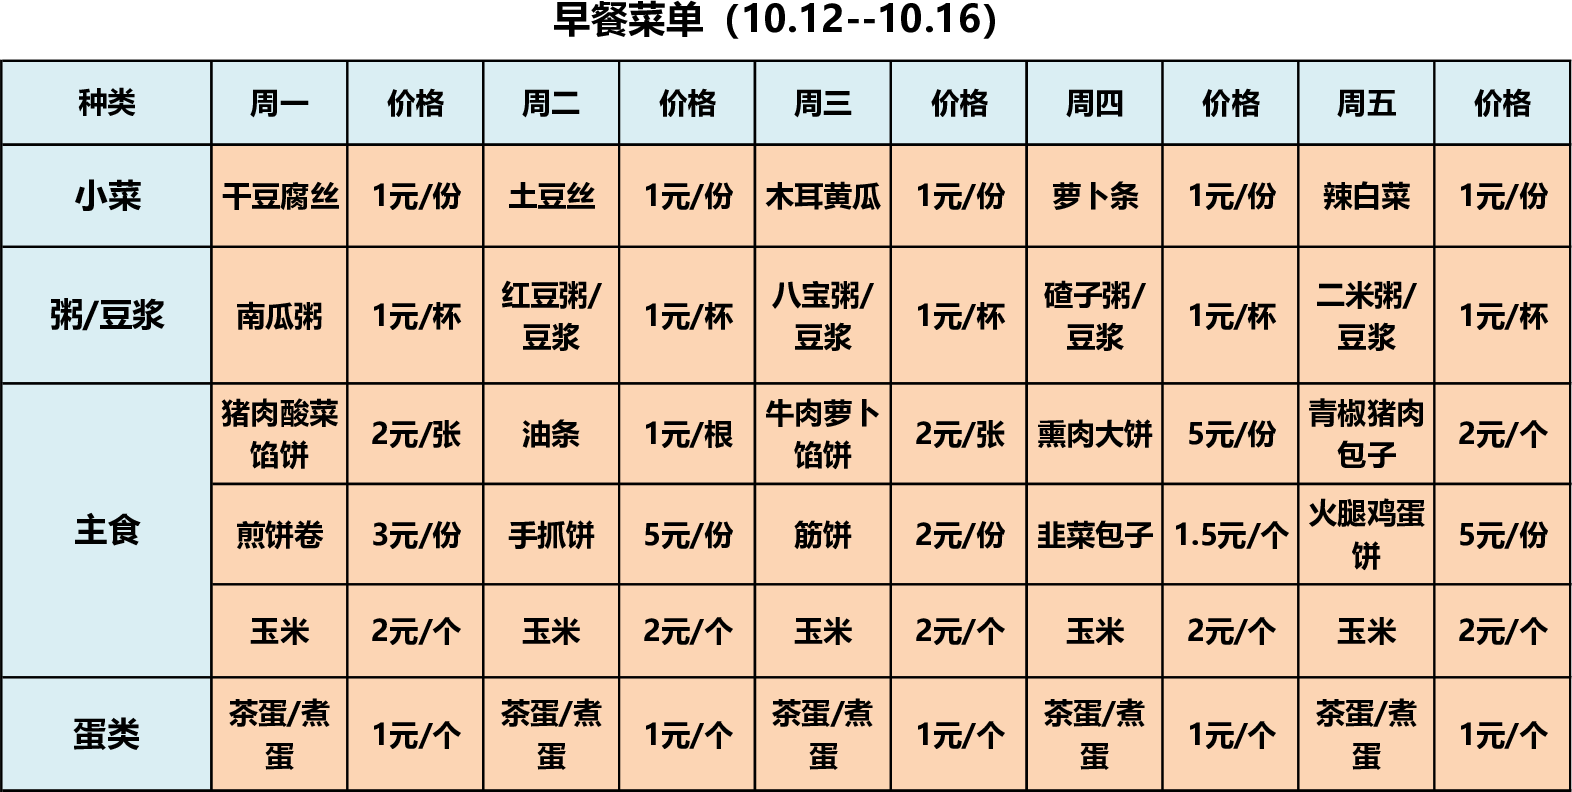 早餐菜单（10.12--10.16）
种类 周一 价格 周二 价格 周三 价格 周四 价格 周五 价格
小菜 干豆腐丝 1元/份 土豆丝 1元/份 木耳黄瓜 1元/份 萝卜条 1元/份 辣白菜 1元/份
粥/豆浆 南瓜粥 1元/杯 红豆粥/ 1元/杯 八宝粥/ 1元/杯 碴子粥/ 1元/杯 二米粥/ 1元/杯
豆浆 豆浆 豆浆 豆浆
主食
猪肉酸菜 2元/张 油条 1元/根 牛肉萝卜 2元/张 熏肉大饼 5元/份 青椒猪肉 2元/个
馅饼 馅饼 包子
煎饼卷 3元/份 手抓饼 5元/份 筋饼 2元/份 韭菜包子 1.5元/个 火腿鸡蛋 5元/份
饼
玉米 2元/个 玉米 2元/个 玉米 2元/个 玉米 2元/个 玉米 2元/个
蛋类 茶蛋/煮 1元/个 茶蛋/煮 1元/个 茶蛋/煮 1元/个 茶蛋/煮 1元/个 茶蛋/煮 1元/个
蛋 蛋 蛋 蛋 蛋